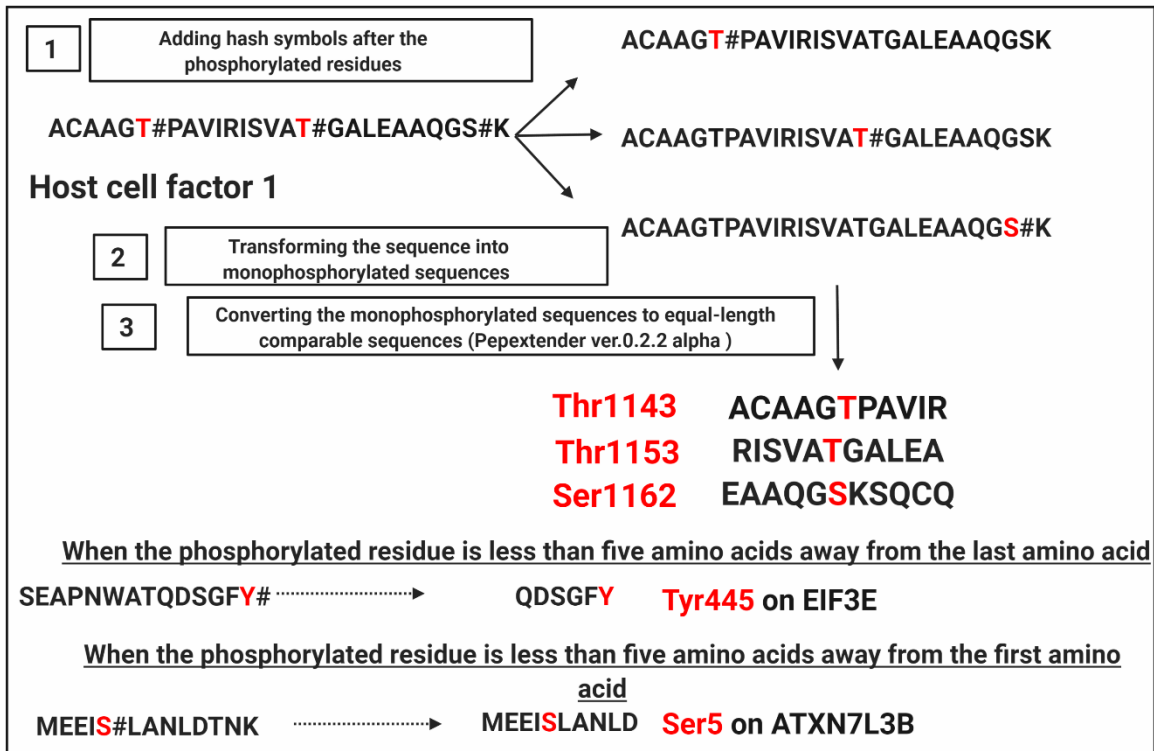 1
Adding hash symbols after the
phosphorylated residues
ACAAGT#PAVIRISVATGALEAAQGSK
ACAAGT#PAVIRISVAT#GALEAAQGS#K
ACAAGTPAVIRISVAT#GALEAAQGSK
Host cell factor 1
ACAAGTPAVIRISVATGALEAAQGS#K
2
Transforming the sequence into
monophosphorylated sequences
3
Converting the monophosphorylated sequences to equal-length
comparable sequences (Pepextender ver.0.2.2 alpha )
Thr1143 ACAAGTPAVIR
Thr1153 RISVATGALEA
Ser1162 EAAQGSKSQCQ
When the phosphorylated residue is less than five amino acids away from the last amino acid
SEAPNWATQDSGFY# QDSGFY Tyr445 on EIF3E
When the phosphorylated residue is less than five amino acids away from the first amino
acid
MEEIS#LANLDTNK MEEISLANLD Ser5 on ATXN7L3B